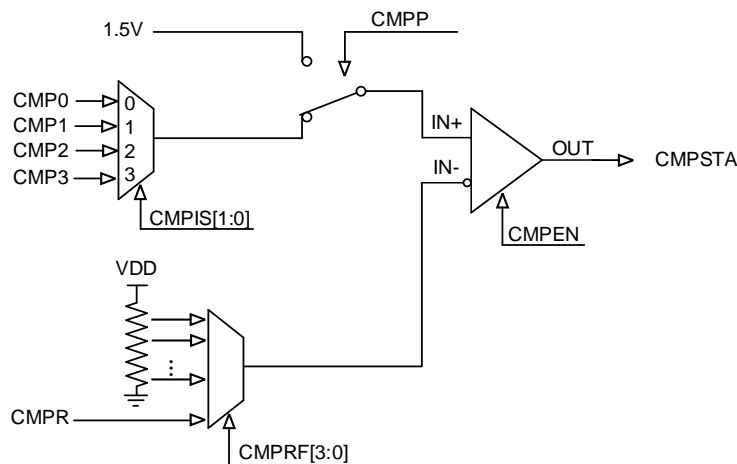 1.5V
CMPP
CMP0
CMP1
CMP2
CMP3
0
1
2
3
CMPIS[1:0]
IN+
IN-
OUT
CMPSTA
CMPEN
VDD
...
CMPR
CMPRF[3:0]